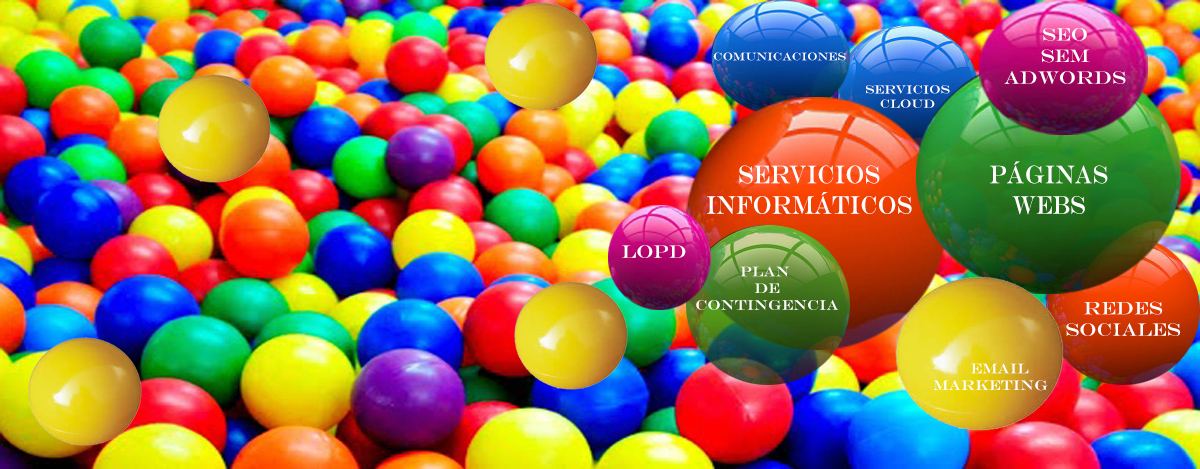 COMUNICACIONES
SERVICIOS
CLOUD
SEO
SEM
ADWORDS
SERVICIOS
INFORMÁTICOS
PÁGINAS
WEBS
LOPD
PLAN
DE
CONTINGENCIA
REDES
SOCIALES
EMAIL
MARKETING